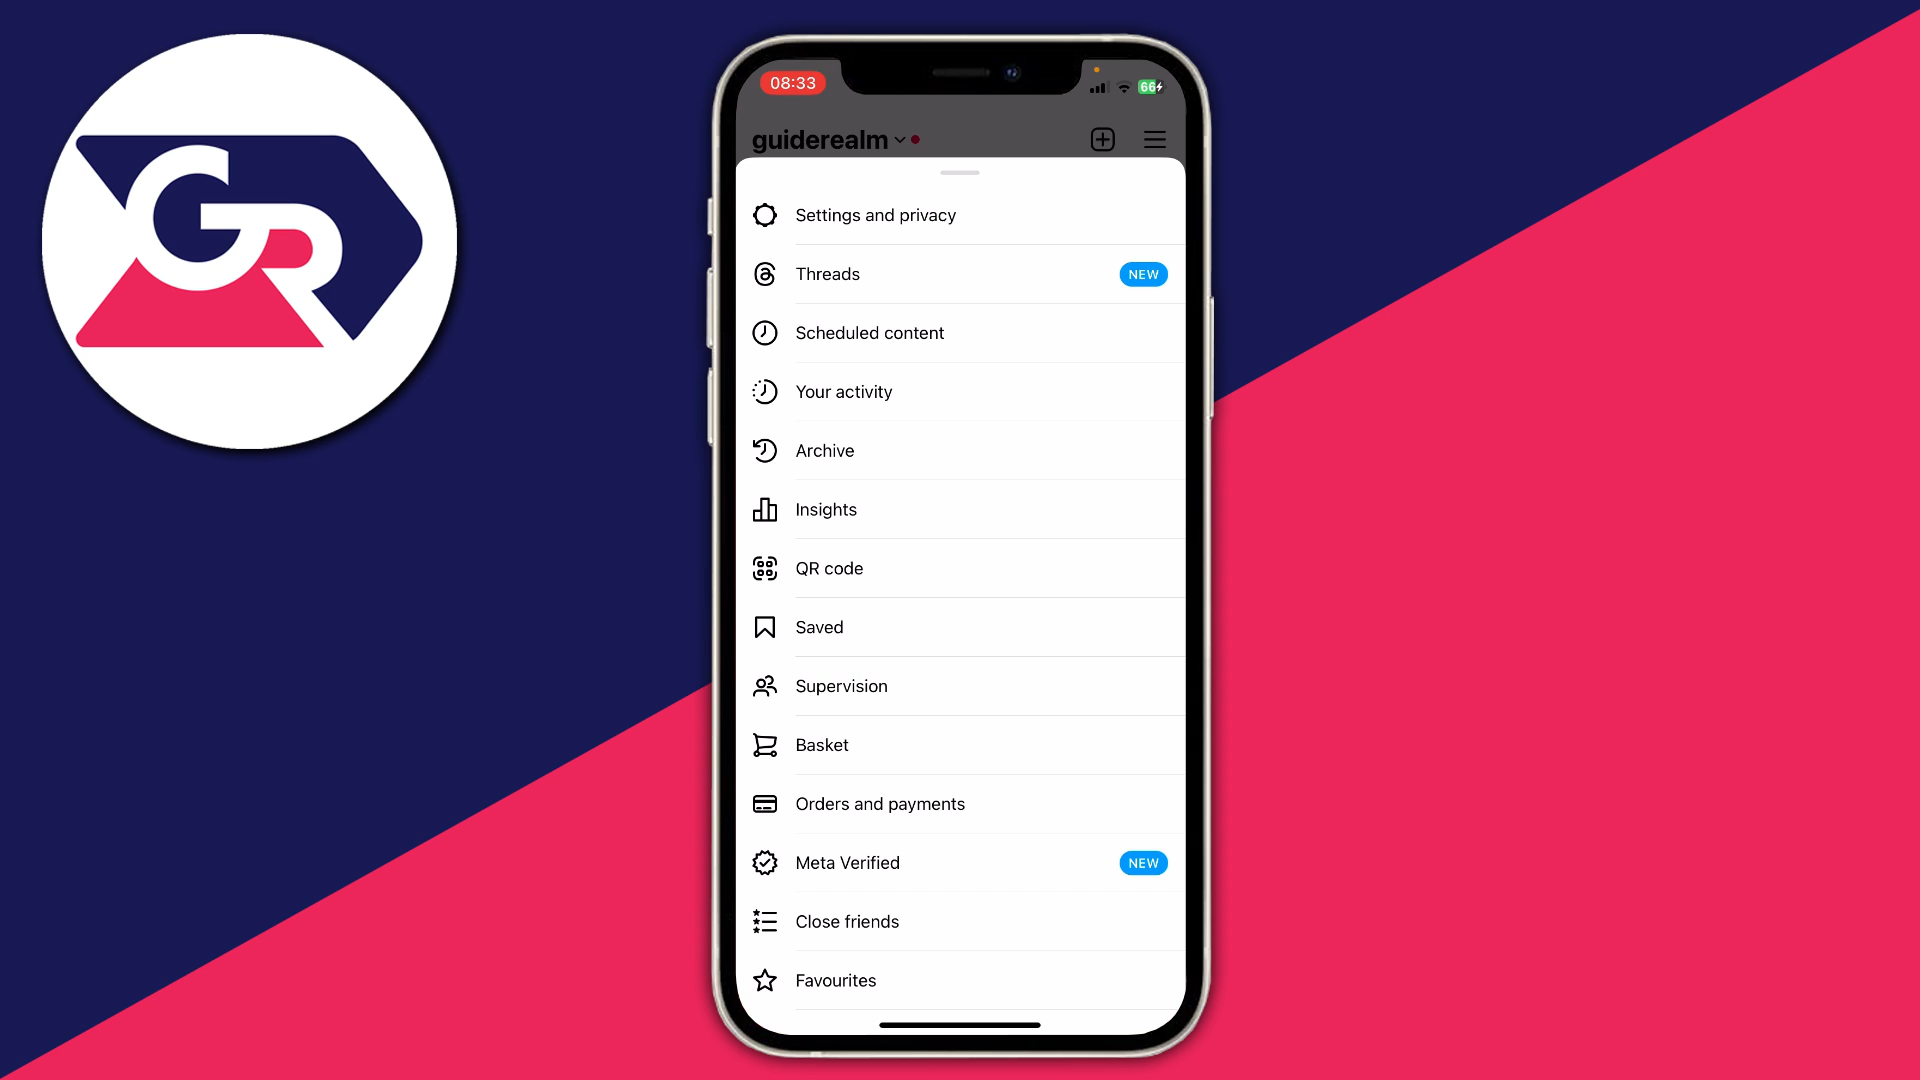 GR
08:33
66
guiderealm
Settings and privacy
Threads NEW
Scheduled content
Your activity
Archive
Insights
QR code
Saved
Supervision
Basket
Orders and payments
Meta Verified NEW
Close friends
Favourites